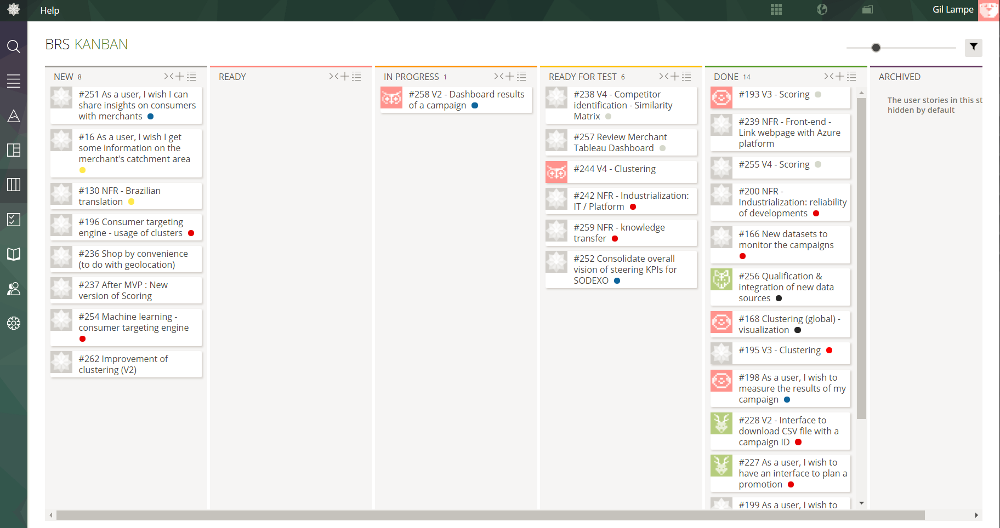 Help
Gil Lampe
BRS KANBAN
NEW 8
#251 As a user, I wish I can
share insights on consumers
with merchants
#16 As a user, I wish I get
some information on the
merchant's catchment area
#130 NFR - Brazilian
translation
#196 Consumer targeting
engine - usage of clusters
#236 Shop by convenience
(to do with geolocation)
#237 After MVP : New
version of Scoring
#254 Machine learning -
consumer targeting engine
#262 Improvement of
clustering (V2)
READY
IN PROGRESS 1
#258 V2 - Dashboard results
of a campaign
READY FOR TEST 6
#238 V4 - Competitor
identification - Similarity
Matrix
#257 Review Merchant
Tableau Dashboard
#244 V4 - Clustering
#242 NFR - Industrialization:
IT / Platform
#259 NFR - knowledge
transfer
#252 Consolidate overall
vision of steering KPIs for
SODEXO
DONE 14
#193 V3 - Scoring
#239 NFR - Front-end -
Link webpage with Azure
platform
#255 V4 - Scoring
#200 NFR -
Industrialization: reliability
of developments
#166 New datasets to
monitor the campaigns
#256 Qualification &
integration of new data
sources
#168 Clustering (global) -
visualization
#195 V3 - Clustering
#198 As a user, I wish to
measure the results of my
campaign
#228 V2 - Interface to
download CSV file with a
campaign ID
#227 As a user, I wish to
have an interface to plan a
promotion
#199 As a user, I wish to
ARCHIVED
The user stories in this st
hidden by default